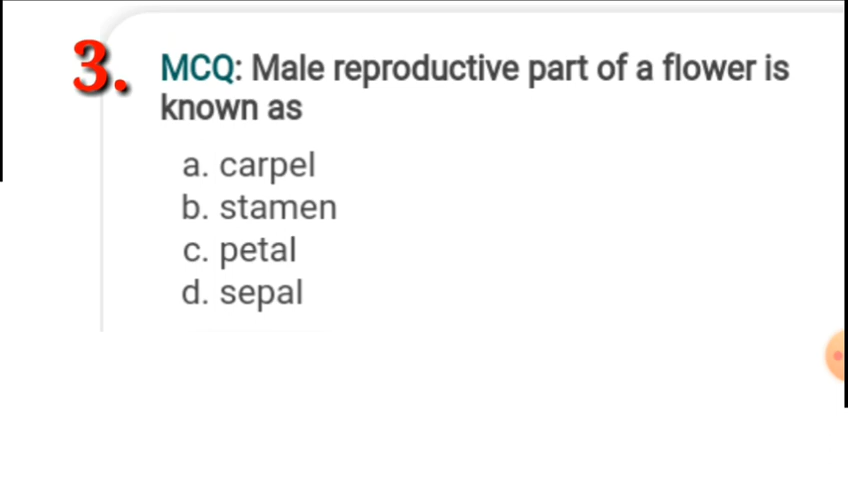 3. MCQ: Male reproductive part of a flower is
known as
a. carpel
b. stamen
c. petal
d. sepal